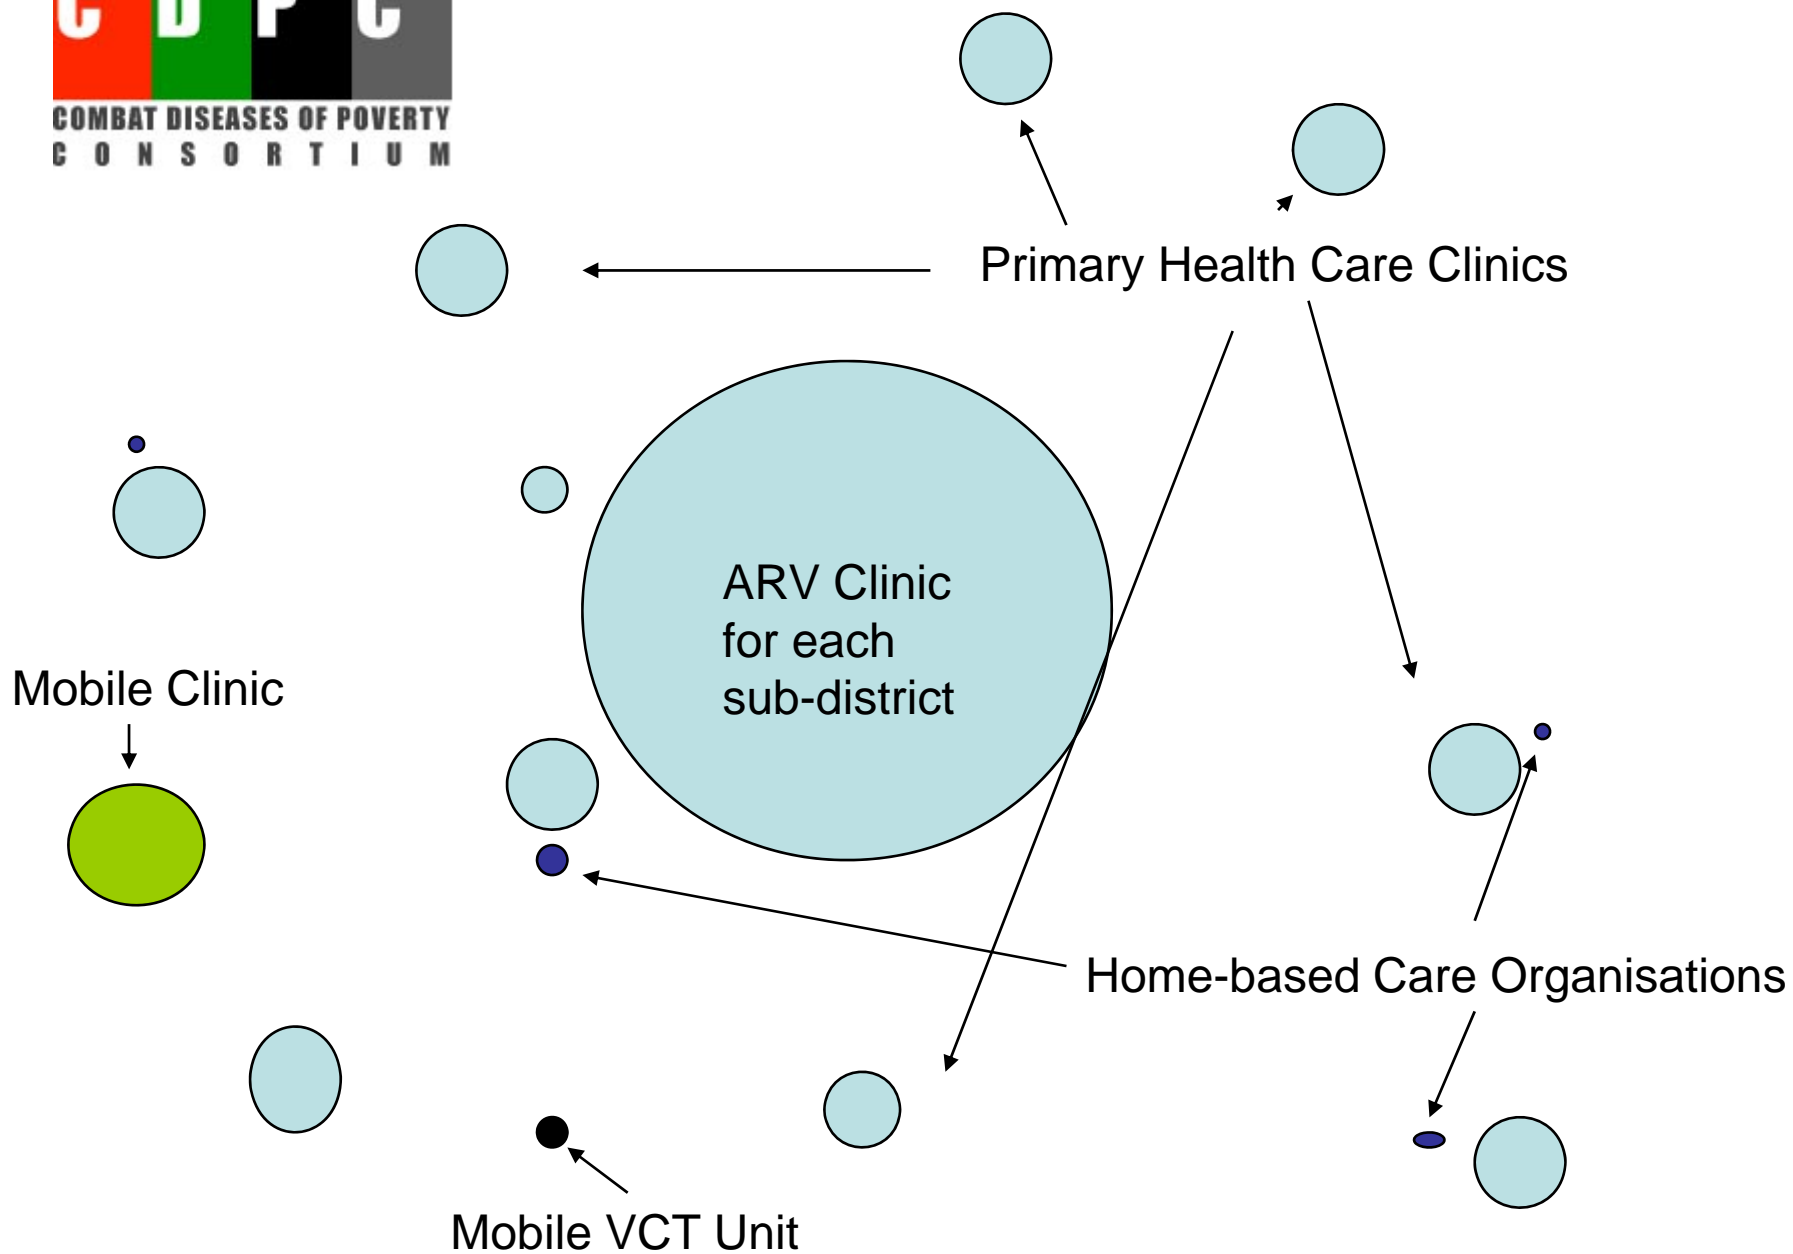 C D P C
COMBAT DISEASES OF POVERTY
CONSORTIUM
Primary Health Care Clinics
ARV Clinic
for each
sub-district
Mobile Clinic
Home-based Care Organisations
Mobile VCT Unit